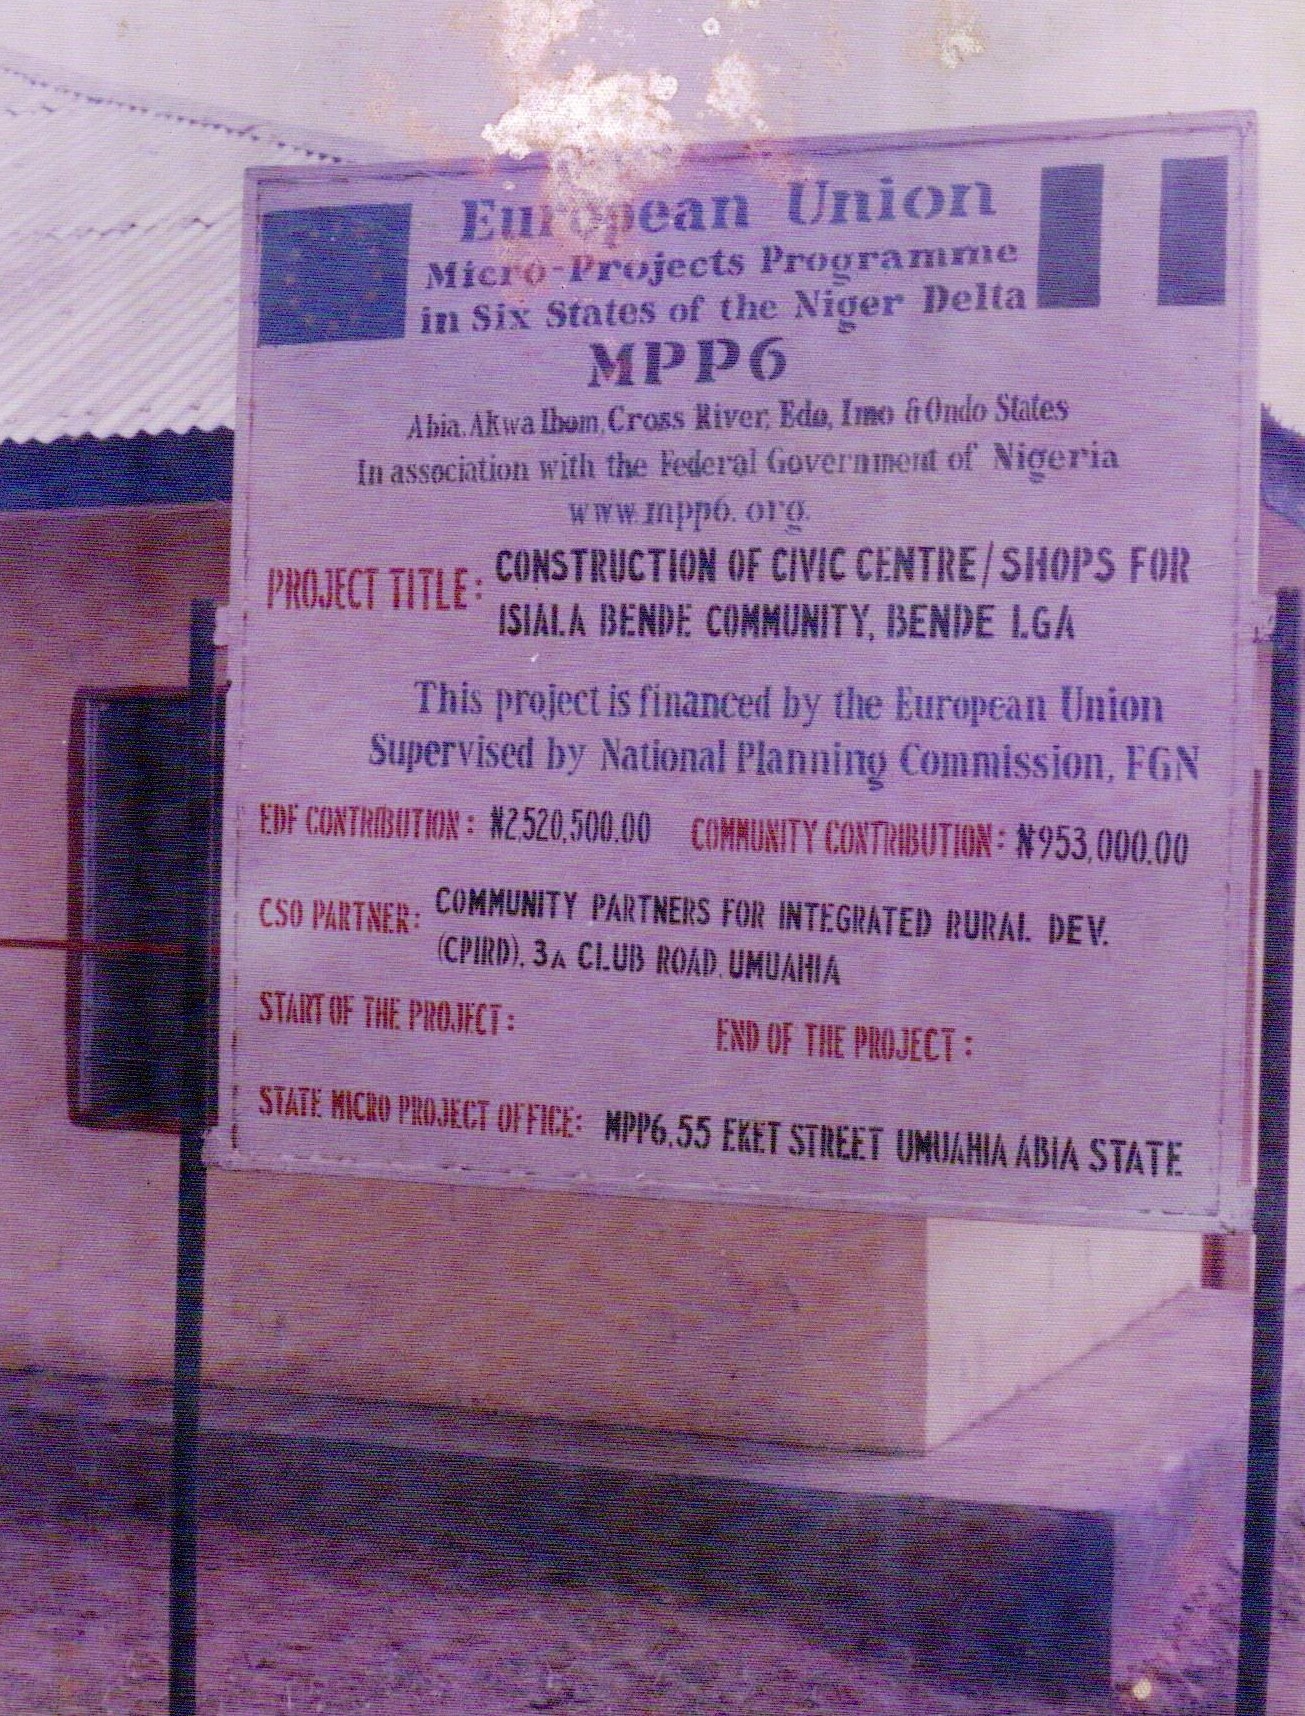 European Union
Micro-Projects Programme
in Six States of the Niger Delta
MPP6
Abia, Akwa Ibom, Cross River, Edo, Imo & Ondo States
In association with the Federal Government of Nigeria
www.mpp6.org.
PROJECT TITLE: CONSTRUCTION OF CIVIC CENTRE/SHOPS FOR
ISIALA BENDE COMMUNITY, BENDE LGA
This project is financed by the European Union
Supervised by National Planning Commission, FGN
EDF CONTRIBUTION: ₦2,520,500.00 COMMUNITY CONTRIBUTION: ₦953,000.00
CSO PARTNER: COMMUNITY PARTNERS FOR INTEGRATED RURAL DEV.
(CPIRD), 3A CLUB ROAD, UMUAHIA
START OF THE PROJECT: END OF THE PROJECT:
STATE MICRO PROJECT OFFICE: MPP6, 55 EKET STREET UMUAHIA ABIA STATE